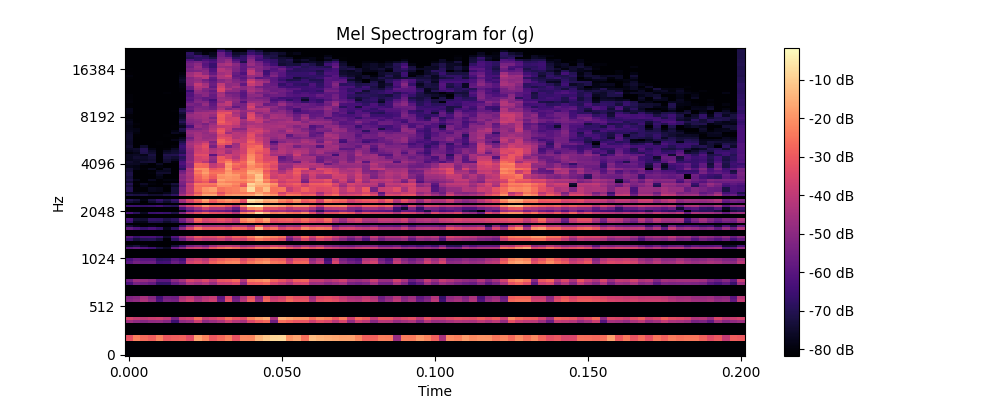 Mel Spectrogram for (g)
16384
8192
4096
2048
1024
512
0
Hz
0.000 0.050 0.100 0.150 0.200
Time
-10 dB
-20 dB
-30 dB
-40 dB
-50 dB
-60 dB
-70 dB
-80 dB